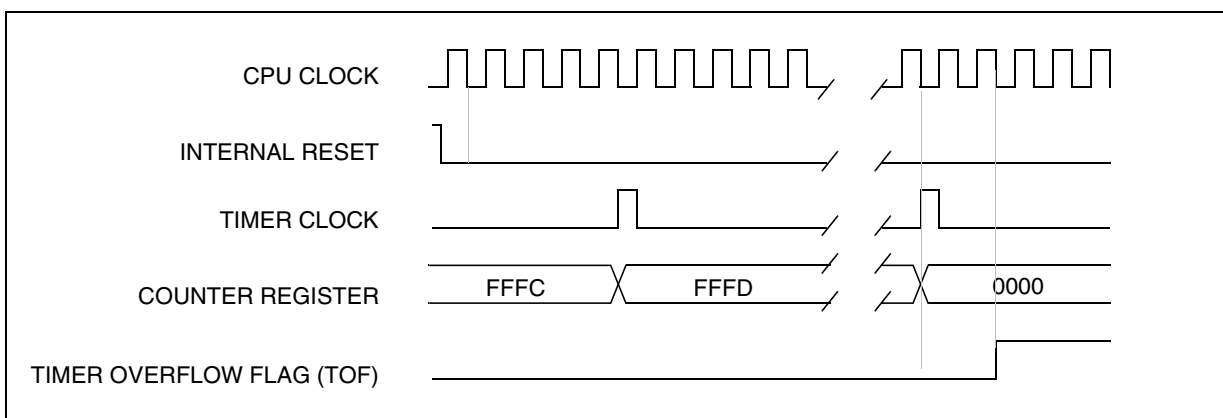 CPU CLOCK
INTERNAL RESET
TIMER CLOCK
FFFC FFFD 0000
COUNTER REGISTER
TIMER OVERFLOW FLAG (TOF)